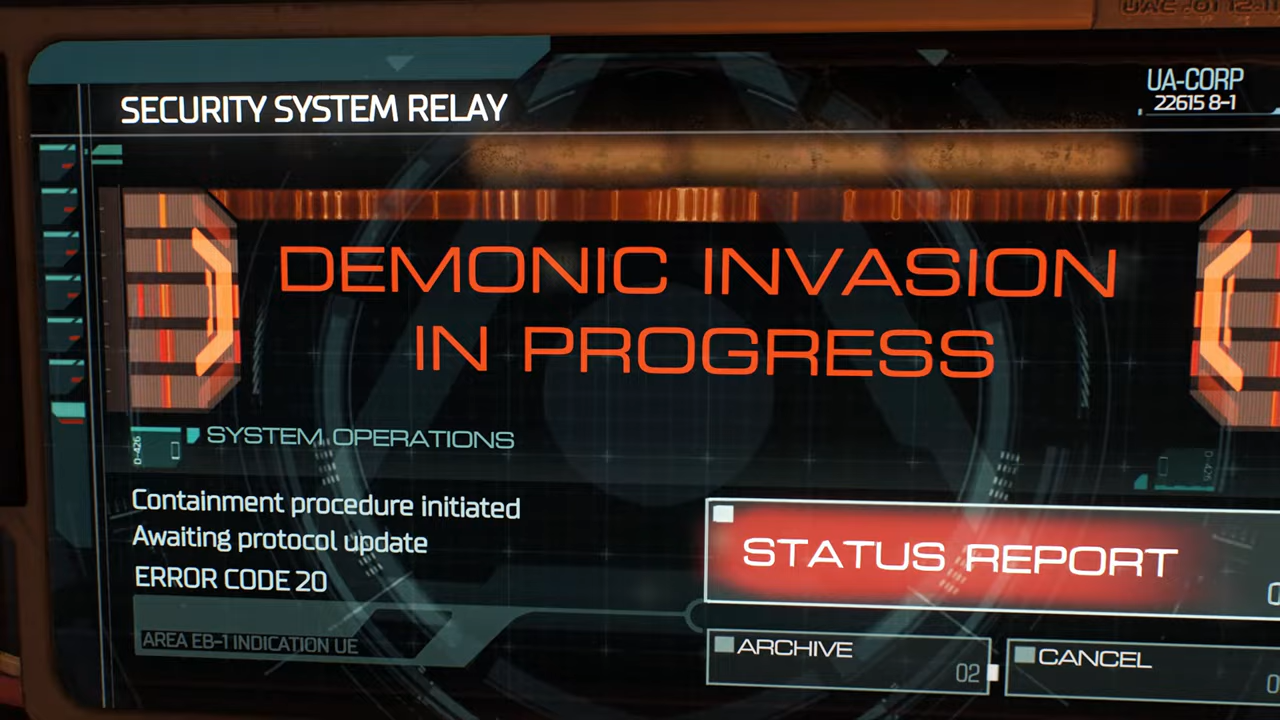 SECURITY SYSTEM RELAY
UA-CORP
22615 8-1
DEMONIC INVASION
IN PROGRESS
D-426
SYSTEM OPERATIONS
Containment procedure initiated
Awaiting protocol update
ERROR CODE 20
AREA EB-1 INDICATION UE
STATUS REPORT
ARCHIVE
02
CANCEL